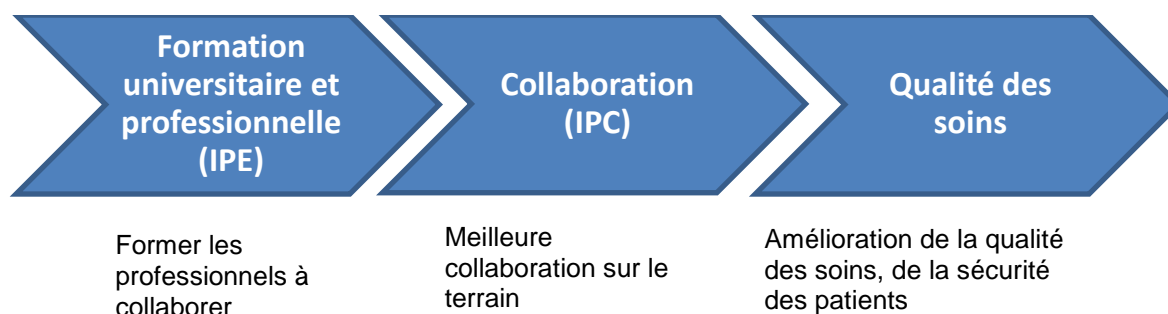 Formation
universitaire et
professionnelle
(IPE)
Collaboration
(IPC)
Qualité des
soins
Former les
professionnels à
collaborer
Meilleure
collaboration sur le
terrain
Amélioration de la qualité
des soins, de la sécurité
des patients